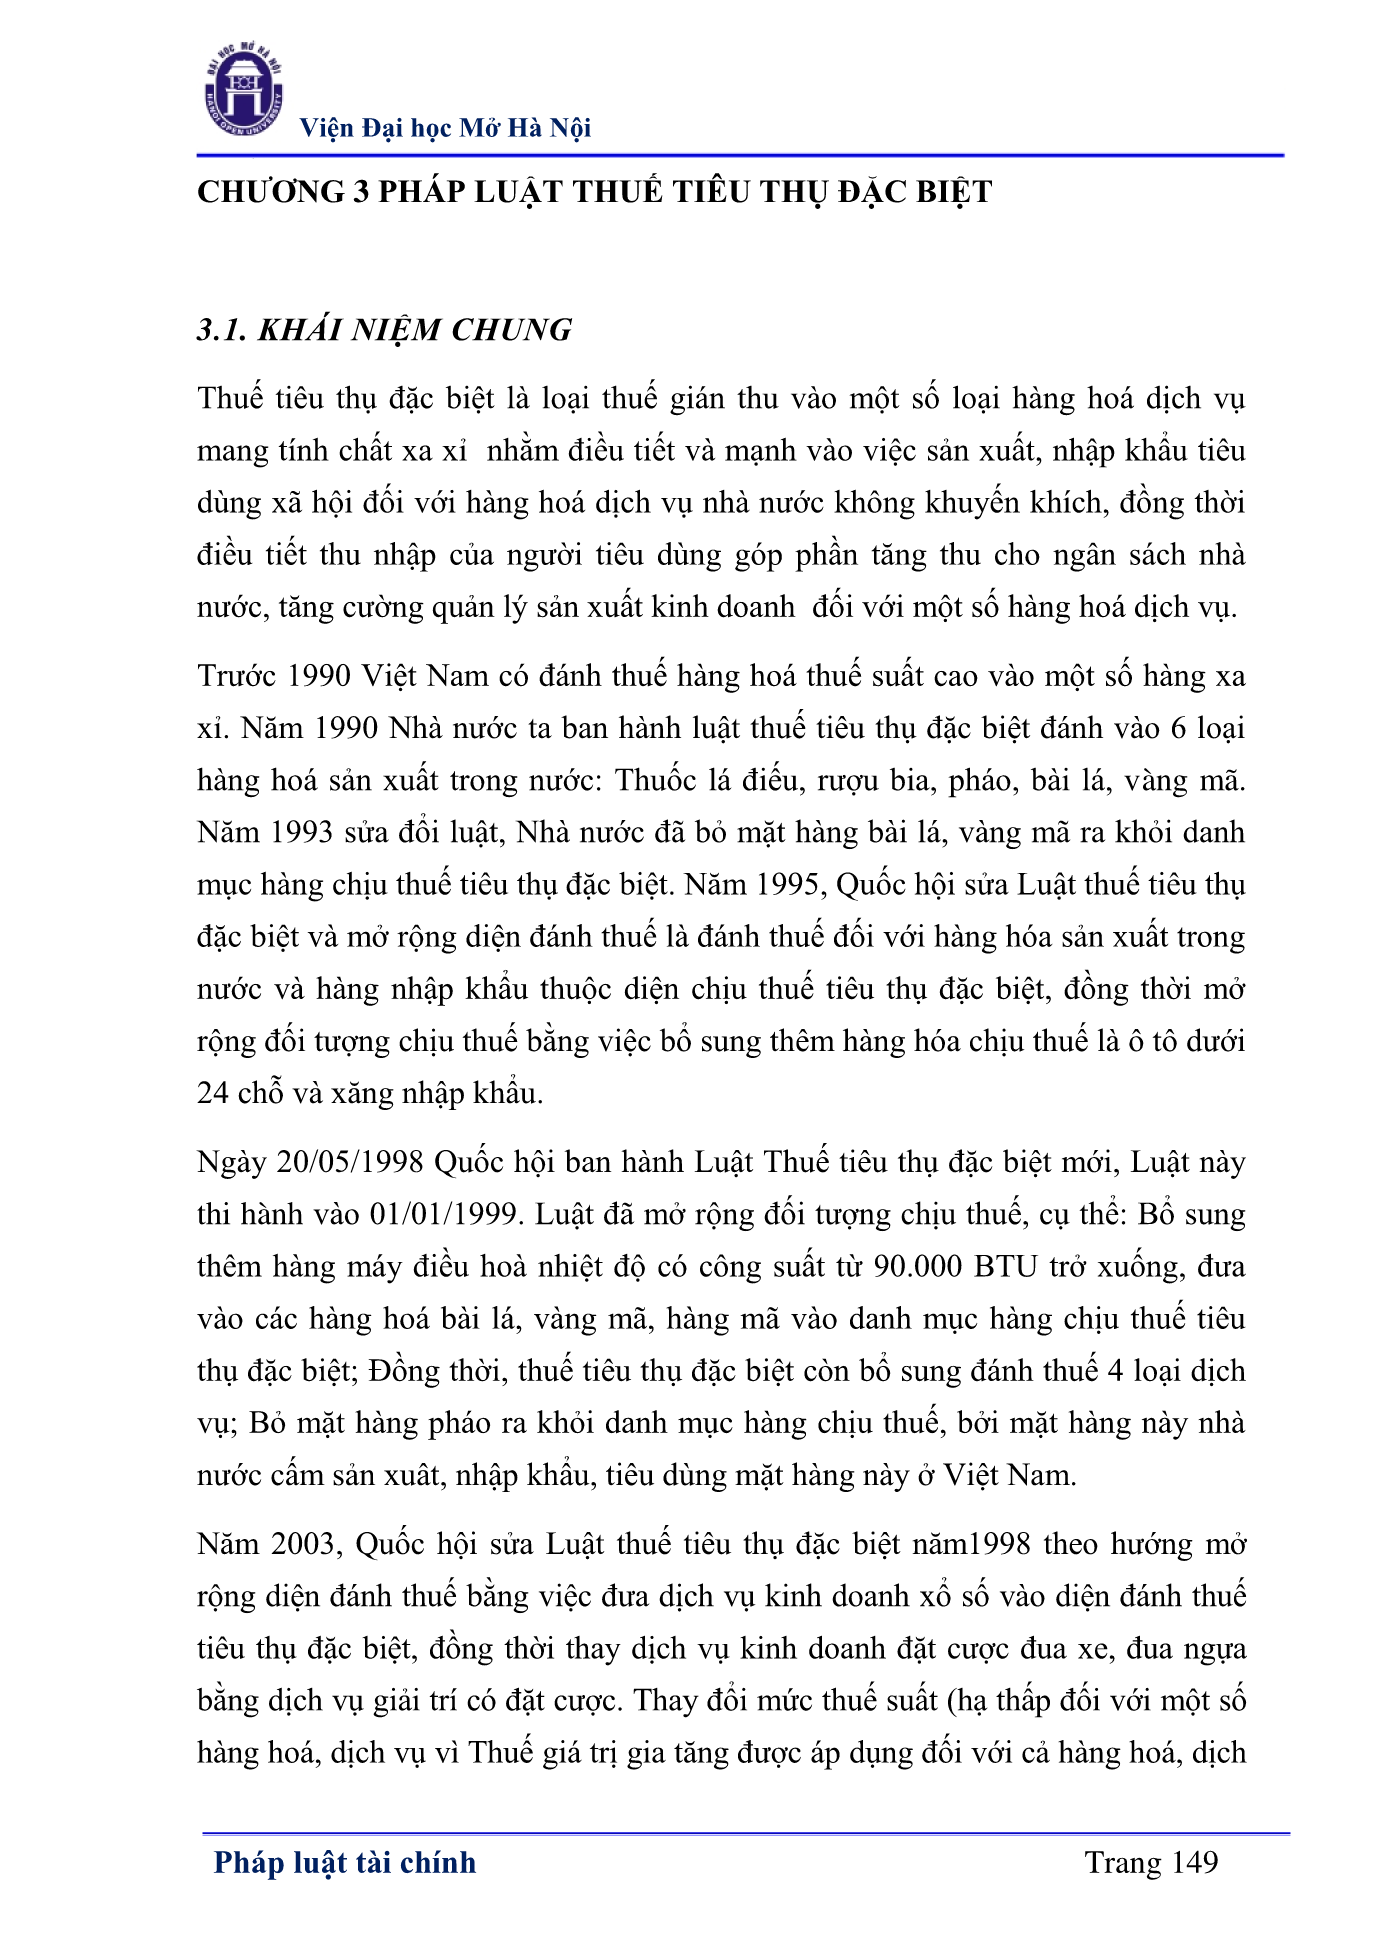 ĐẠI HỌC MỞ HÀ NỘI
HANOI OPEN UNIVERSITY
Viện Đại học Mở Hà Nội
CHƯƠNG 3 PHÁP LUẬT THUẾ TIÊU THỤ ĐẶC BIỆT
3.1. KHÁI NIỆM CHUNG
Thuế tiêu thụ đặc biệt là loại thuế gián thu vào một số loại hàng hoá dịch vụ
mang tính chất xa xỉ  nhằm điều tiết và mạnh vào việc sản xuất, nhập khẩu tiêu
dùng xã hội đối với hàng hoá dịch vụ nhà nước không khuyến khích, đồng thời
điều tiết thu nhập của người tiêu dùng góp phần tăng thu cho ngân sách nhà
nước, tăng cường quản lý sản xuất kinh doanh  đối với một số hàng hoá dịch vụ.
Trước 1990 Việt Nam có đánh thuế hàng hoá thuế suất cao vào một số hàng xa
xỉ. Năm 1990 Nhà nước ta ban hành luật thuế tiêu thụ đặc biệt đánh vào 6 loại
hàng hoá sản xuất trong nước: Thuốc lá điếu, rượu bia, pháo, bài lá, vàng mã.
Năm 1993 sửa đổi luật, Nhà nước đã bỏ mặt hàng bài lá, vàng mã ra khỏi danh
mục hàng chịu thuế tiêu thụ đặc biệt. Năm 1995, Quốc hội sửa Luật thuế tiêu thụ
đặc biệt và mở rộng diện đánh thuế là đánh thuế đối với hàng hóa sản xuất trong
nước và hàng nhập khẩu thuộc diện chịu thuế tiêu thụ đặc biệt, đồng thời mở
rộng đối tượng chịu thuế bằng việc bổ sung thêm hàng hóa chịu thuế là ô tô dưới
24 chỗ và xăng nhập khẩu.
Ngày 20/05/1998 Quốc hội ban hành Luật Thuế tiêu thụ đặc biệt mới, Luật này
thi hành vào 01/01/1999. Luật đã mở rộng đối tượng chịu thuế, cụ thể: Bổ sung
thêm hàng máy điều hoà nhiệt độ có công suất từ 90.000 BTU trở xuống, đưa
vào các hàng hoá bài lá, vàng mã, hàng mã vào danh mục hàng chịu thuế tiêu
thụ đặc biệt; Đồng thời, thuế tiêu thụ đặc biệt còn bổ sung đánh thuế 4 loại dịch
vụ; Bỏ mặt hàng pháo ra khỏi danh mục hàng chịu thuế, bởi mặt hàng này nhà
nước cấm sản xuât, nhập khẩu, tiêu dùng mặt hàng này ở Việt Nam.
Năm 2003, Quốc hội sửa Luật thuế tiêu thụ đặc biệt năm1998 theo hướng mở
rộng diện đánh thuế bằng việc đưa dịch vụ kinh doanh xổ số vào diện đánh thuế
tiêu thụ đặc biệt, đồng thời thay dịch vụ kinh doanh đặt cược đua xe, đua ngựa
bằng dịch vụ giải trí có đặt cược. Thay đổi mức thuế suất (hạ thấp đối với một số
hàng hoá, dịch vụ vì Thuế giá trị gia tăng được áp dụng đối với cả hàng hoá, dịch
Pháp luật tài chính
Trang 149